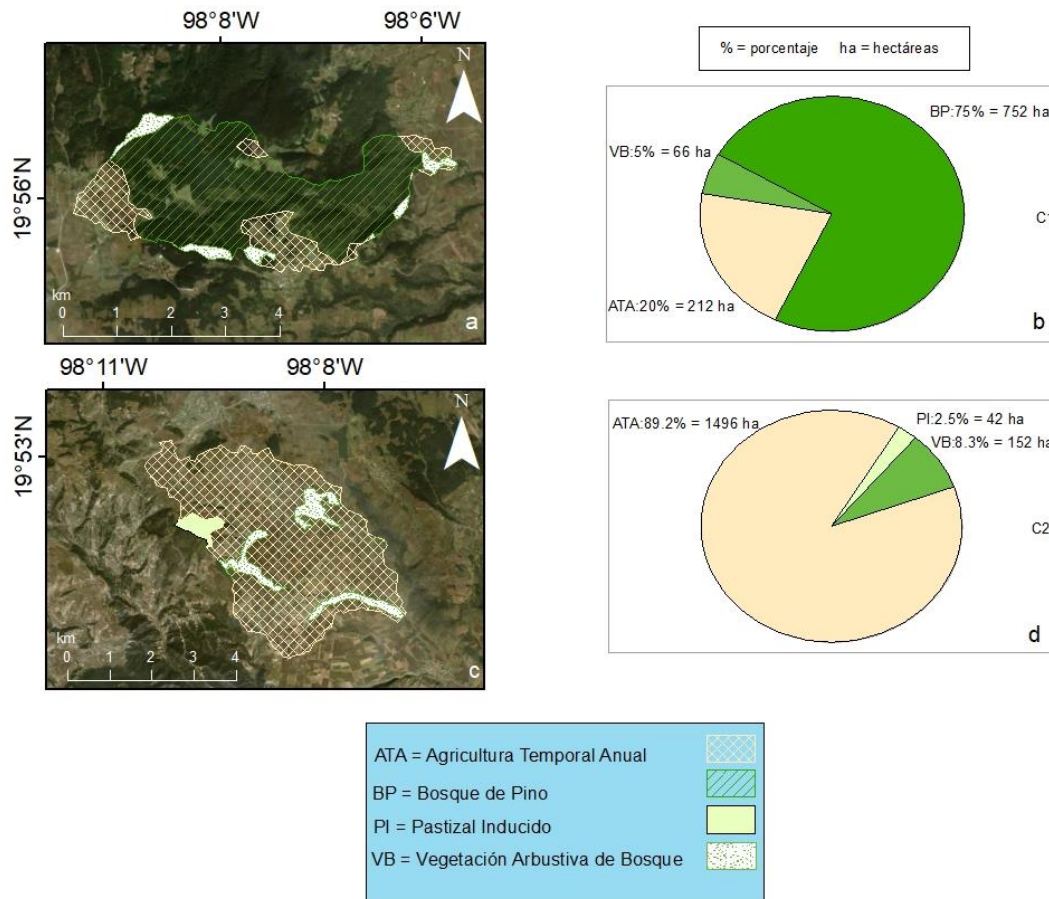 98°8'W
98°6'W
N
19°56'N
km
0 1 2 3 4
a
% = porcentaje ha = hectáreas
BP:75% = 752 ha
VB:5% = 66 ha
C1
ATA:20% = 212 ha
b
98°11'W
98°8'W
N
19°53'N
km
0 1 2 3 4
c
ATA:89.2% = 1496 ha
PI:2.5% = 42 ha
VB:8.3% = 152 ha
C2
d
ATA = Agricultura Temporal Anual
BP = Bosque de Pino
PI = Pastizal Inducido
VB = Vegetación Arbustiva de Bosque